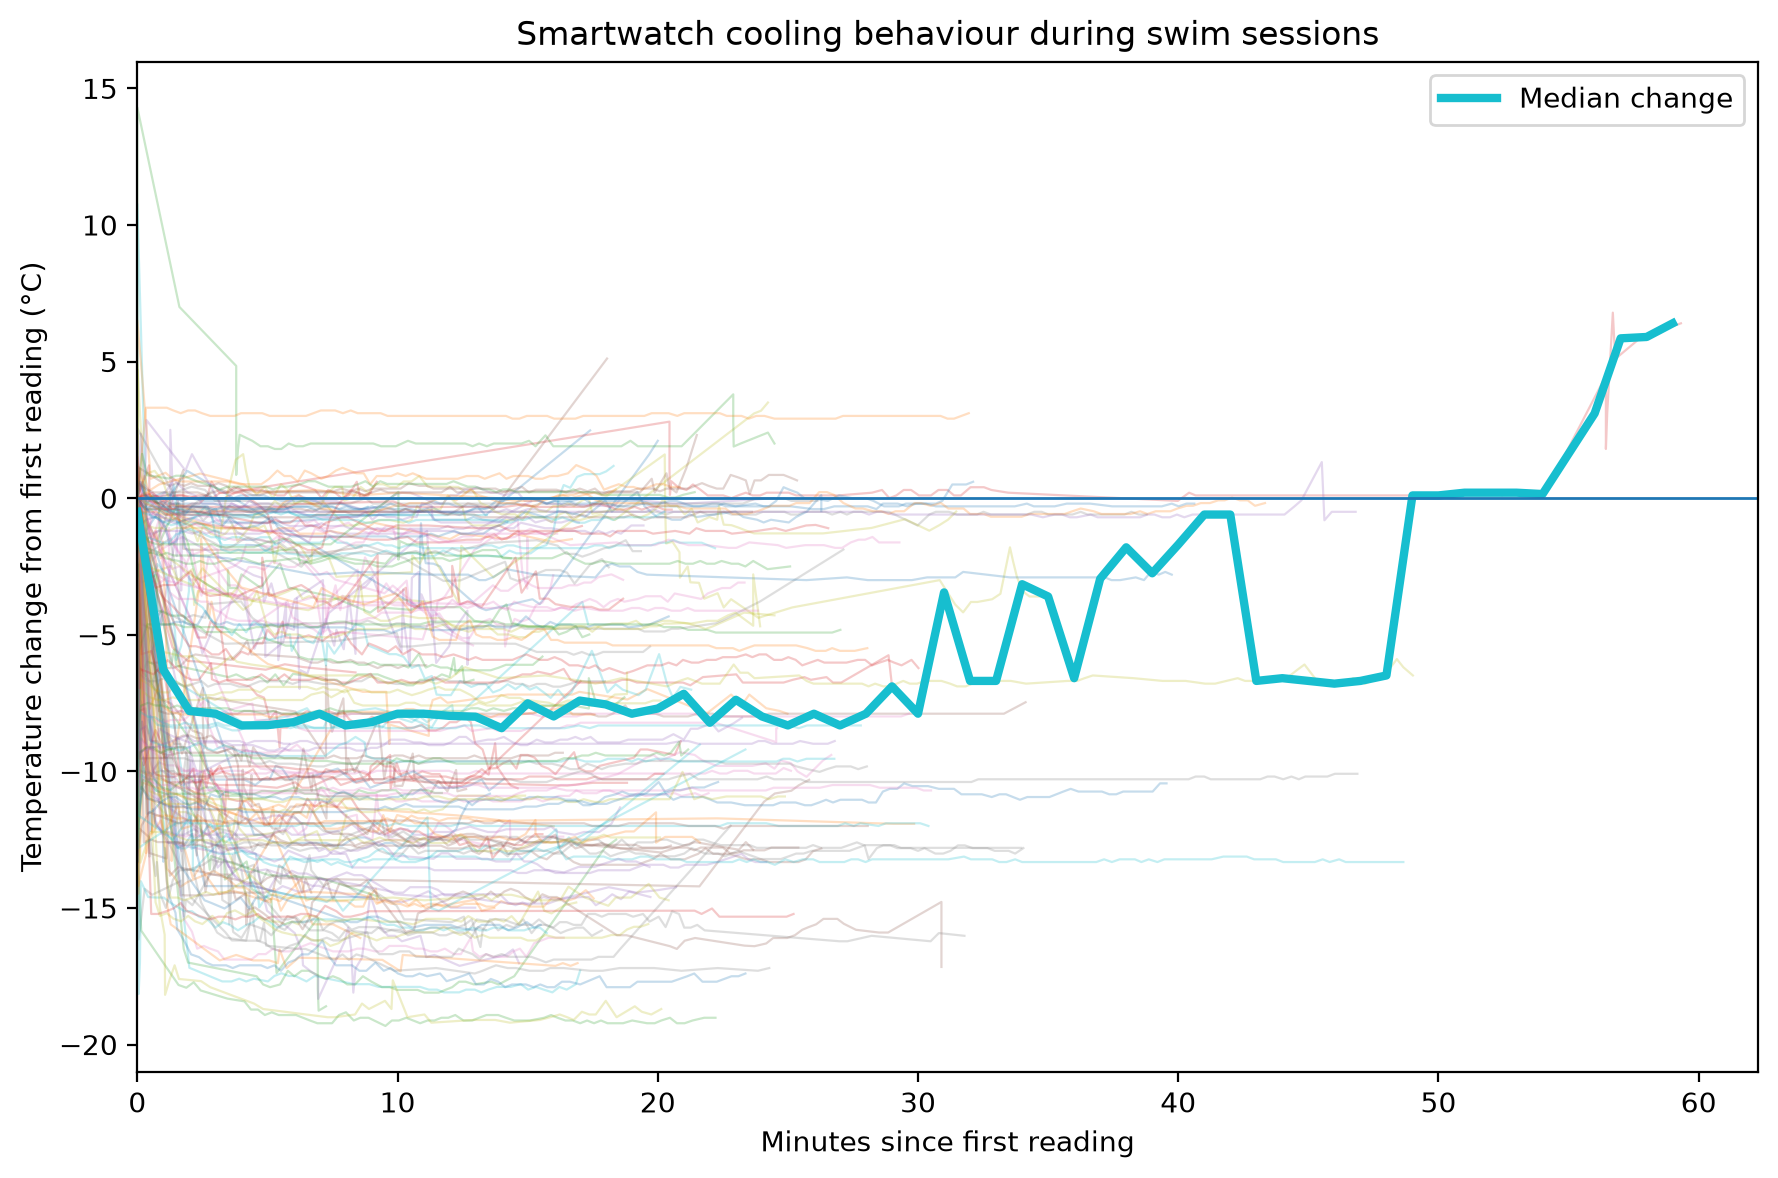 Smartwatch cooling behaviour during swim sessions
Median change
Temperature change from first reading (°C)
15
10
5
0
−5
−10
−15
−20
0 10 20 30 40 50 60
Minutes since first reading